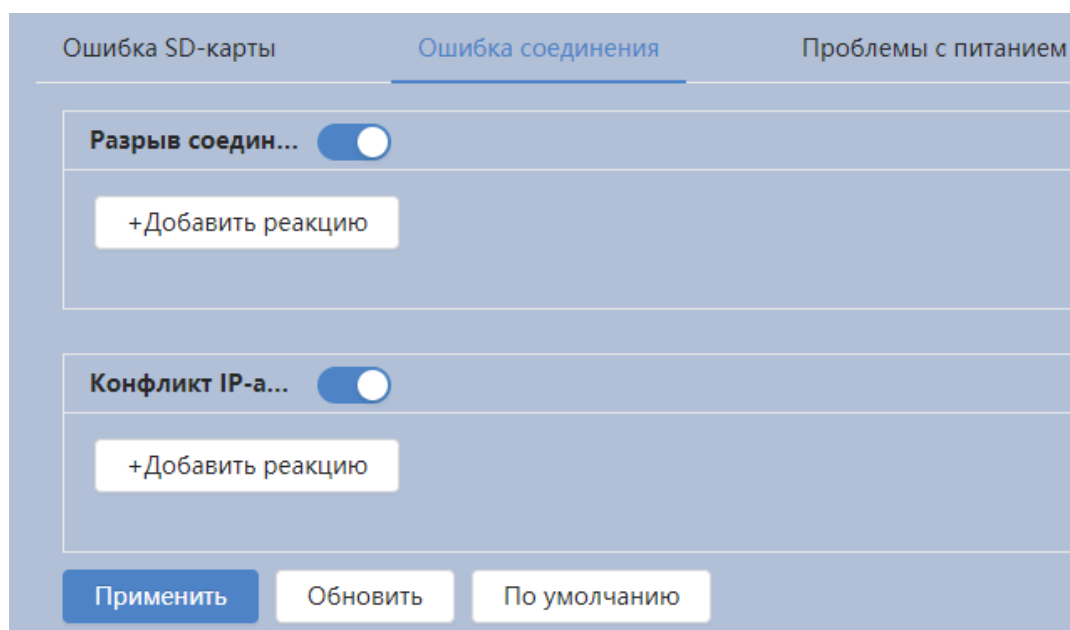 Ошибка SD-карты Ошибка соединения Проблемы с питанием
Разрыв соедин...
+Добавить реакцию
Конфликт IP-а...
+Добавить реакцию
Применить Обновить По умолчанию